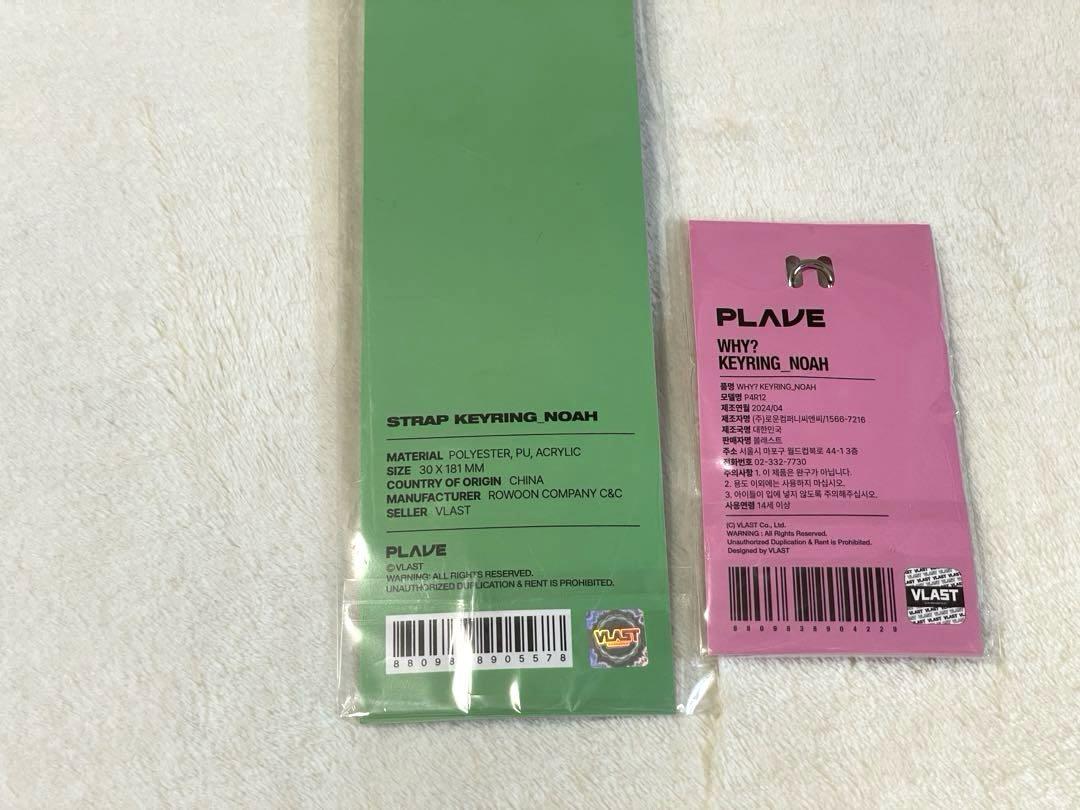 STRAP KEYRING_NOAH
MATERIAL POLYESTER, PU, ACRYLIC
SIZE 30 X 181 MM
COUNTRY OF ORIGIN CHINA
MANUFACTURER ROWOON COMPANY C&C
SELLER VLAST
PLAVE
©VLAST
WARNING: ALL RIGHTS RESERVED.
UNAUTHORIZED DUPLICATION & RENT IS PROHIBITED.
VLAST
PLAVE
WHY?
KEYRING_NOAH
품명 WHY? KEYRING_NOAH
모델명 P4R12
제조연월 2024/04
제조자명 (주)로운컴퍼니씨앤씨/1566-7216
제조국명 대한민국
판매자명 블래스트
주소 서울시 마포구 월드컵북로 44-1 3층
전화번호 02-332-7730
주의사항 1. 이 제품은 완구가 아닙니다.
2. 용도 이외에는 사용하지 마십시오.
3. 아이들이 입에 넣지 않도록 주의해주십시오.
사용연령 14세 이상
(C) VLAST Co., Ltd.
WARNING : All Rights Reserved.
Unauthorized Duplication & Rent is Prohibited.
Designed by VLAST
8809838904229
VLAST